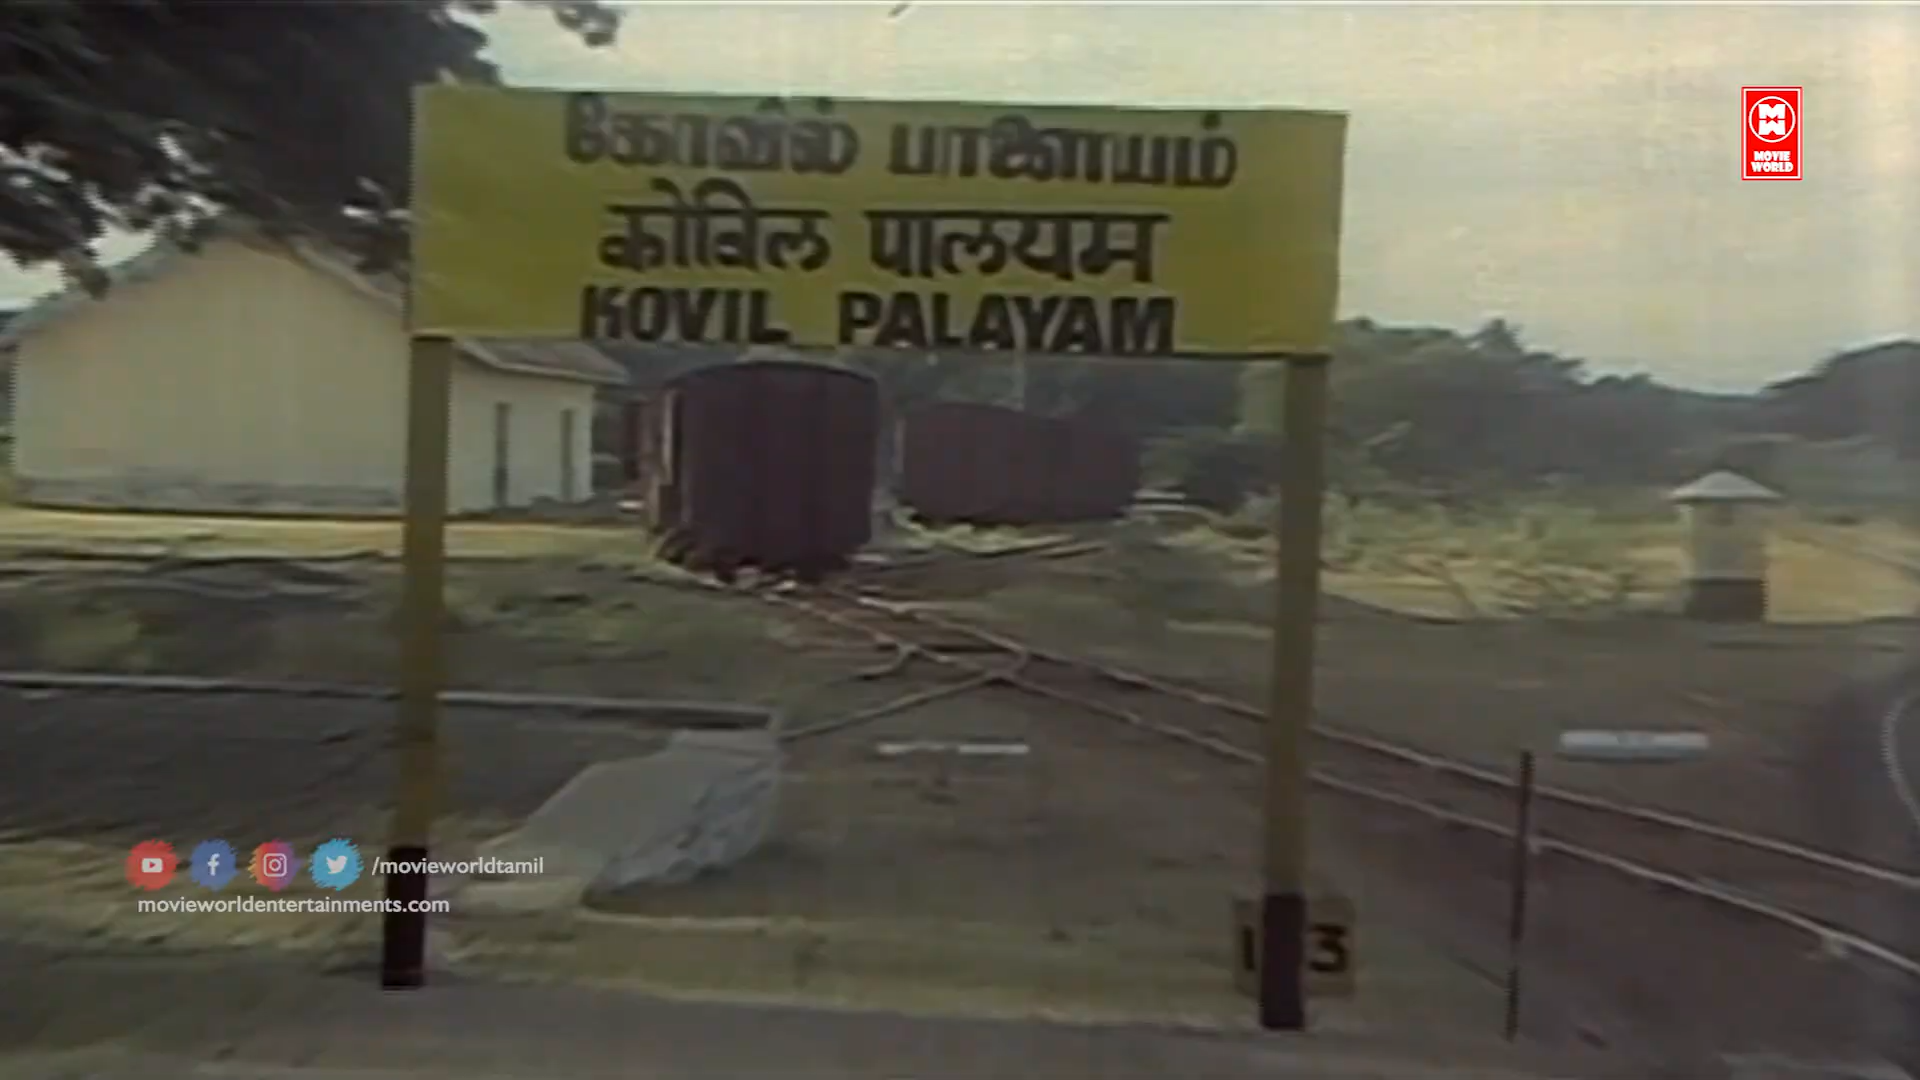 கோவில் பாளையம்
कोविल पालयम
KOVIL PALAYAM
MOVIE
WORLD
/movieworldtamil
movieworldentertainments.com